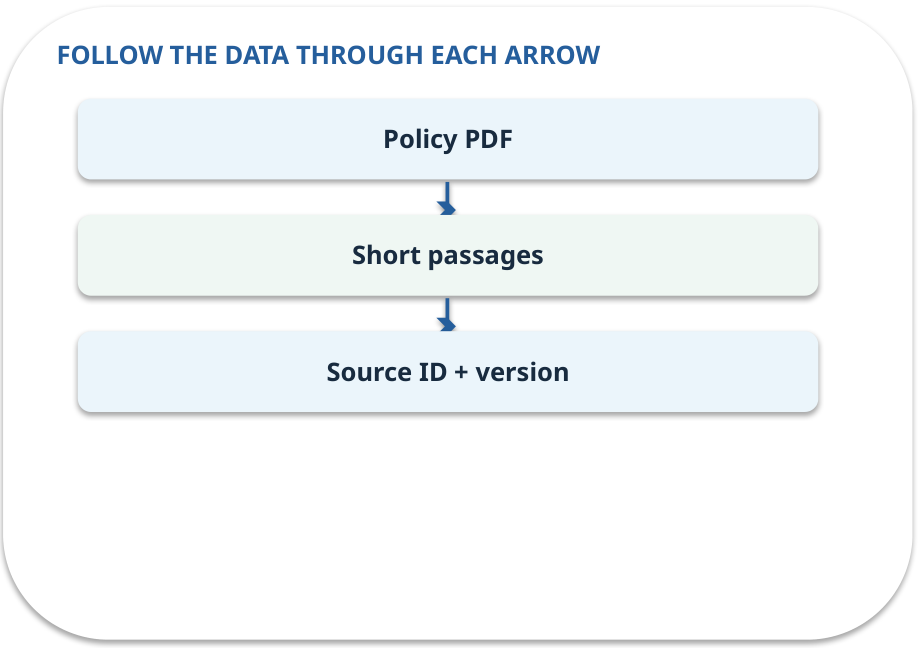 FOLLOW THE DATA THROUGH EACH ARROW
Policy PDF
Short passages
Source ID + version